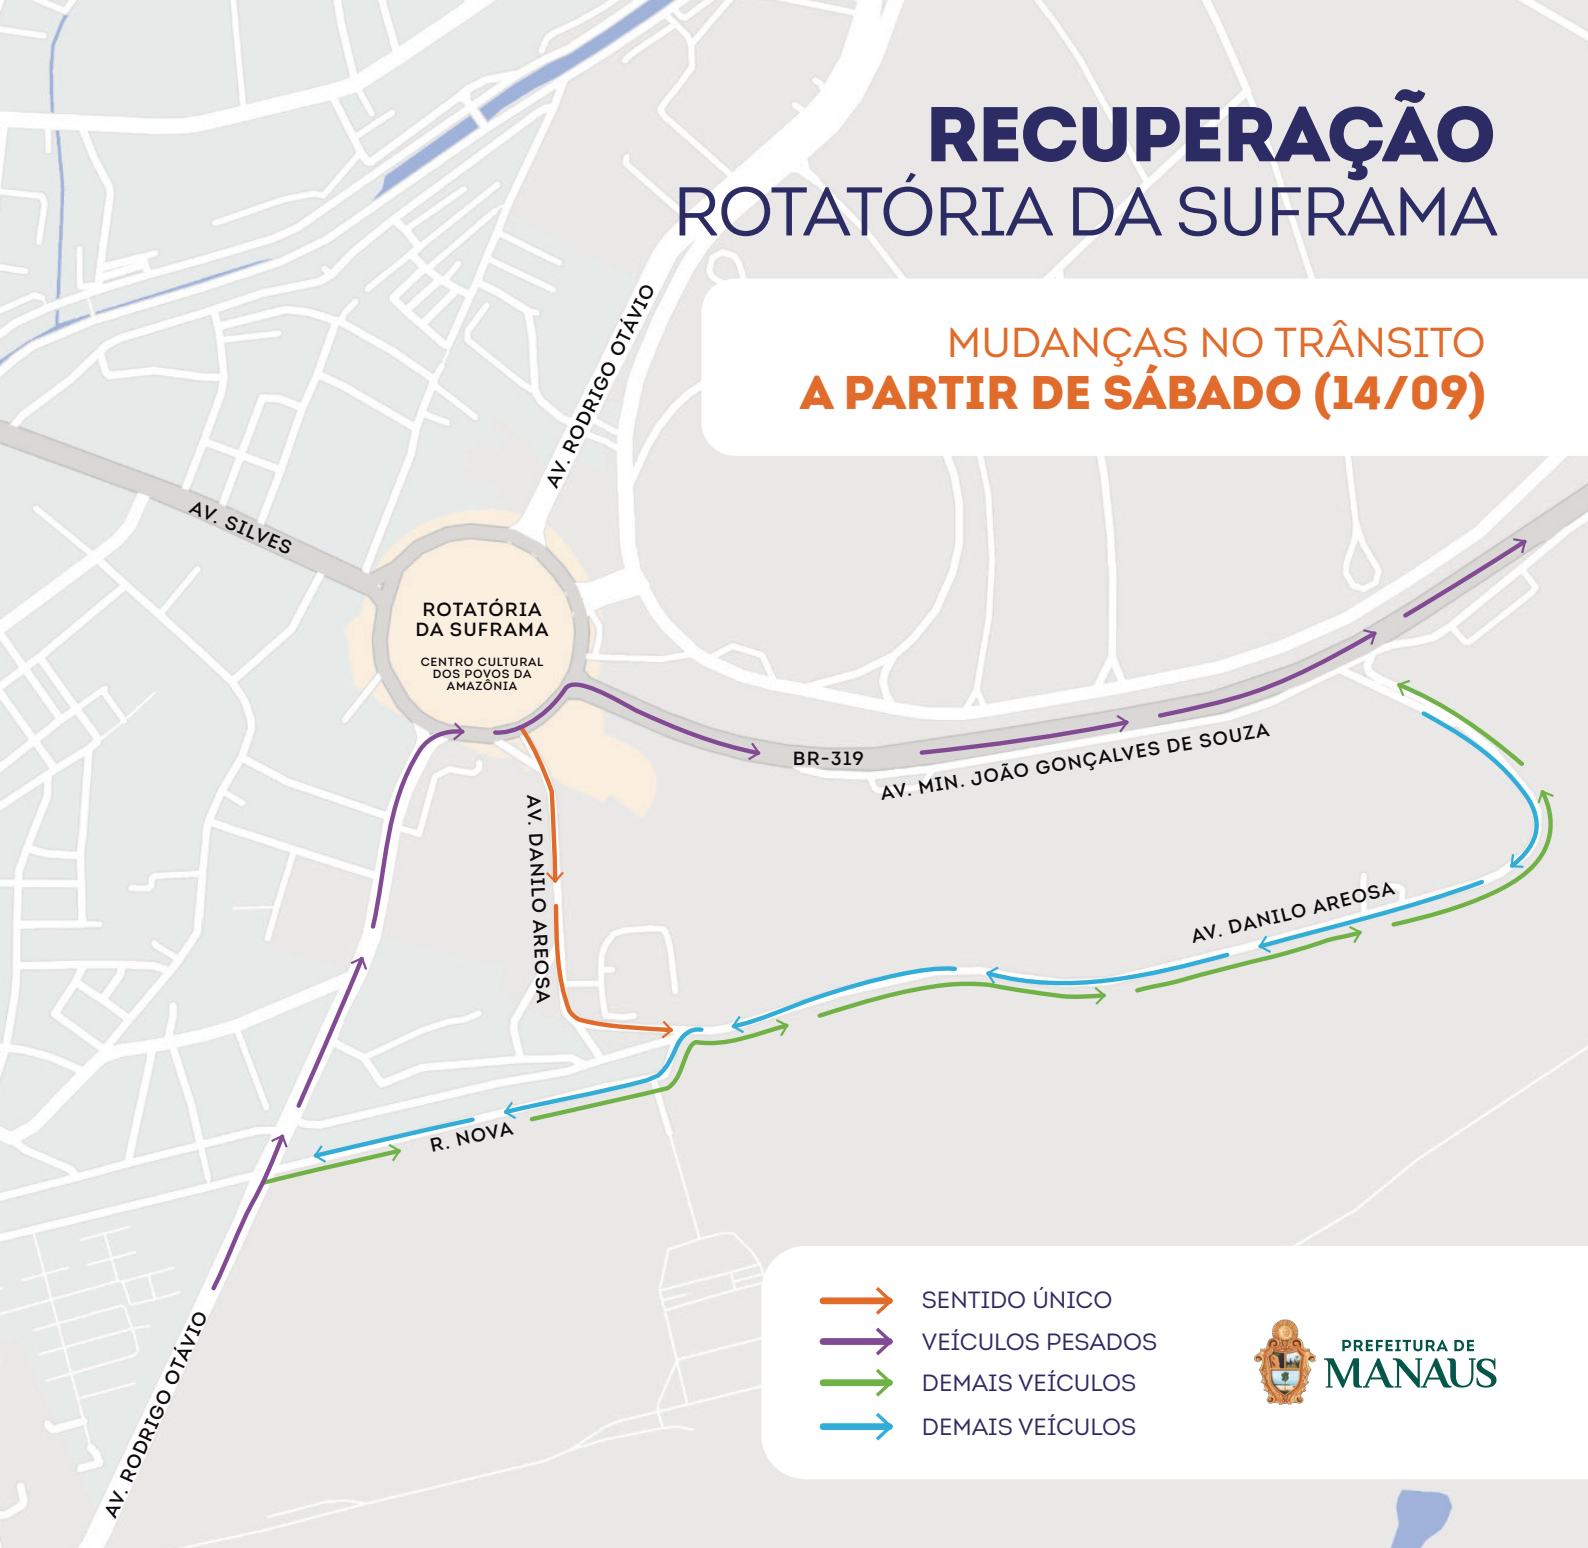 RECUPERAÇÃO
ROTATÓRIA DA SUFRAMA
MUDANÇAS NO TRÂNSITO
A PARTIR DE SÁBADO (14/09)
AV. RODRIGO OTÁVIO
AV. SILVES
ROTATÓRIA
DA SUFRAMA
CENTRO CULTURAL
DOS POVOS DA
AMAZÔNIA
BR-319
AV. MIN. JOÃO GONÇALVES DE SOUZA
AV. DANILO AREOSA
AV. DANILO AREOSA
R. NOVA
AV. RODRIGO OTÁVIO
SENTIDO ÚNICO
VEÍCULOS PESADOS
DEMAIS VEÍCULOS
DEMAIS VEÍCULOS
PREFEITURA DE
MANAUS